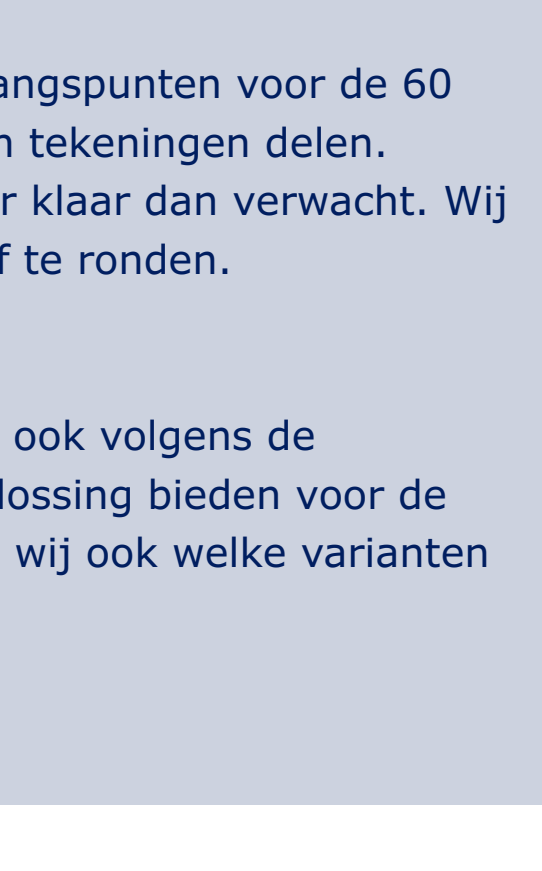 angspunten voor de 60
tekeningen delen.
r klaar dan verwacht. Wij
f te ronden.
ook volgens de
lossing bieden voor de
wij ook welke varianten